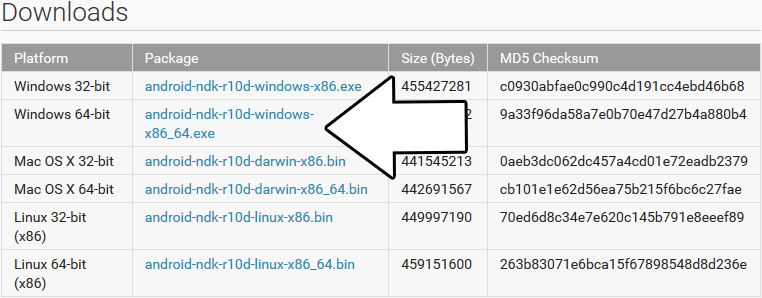 Downloads
Platform Package Size (Bytes) MD5 Checksum
Windows 32-bit android-ndk-r10d-windows-x86.exe 455427281 c0930abfae0c990c4d191cc4ebd46b68
Windows 64-bit android-ndk-r10d-windows- 2 9a33f96da58a7e0b70e47d27b4a880b4
x86_64.exe
Mac OS X 32-bit android-ndk-r10d-darwin-x86.bin 441545213 0aeb3dc062dc457a4cd01e72eadb2379
Mac OS X 64-bit android-ndk-r10d-darwin-x86_64.bin 442691567 cb101e1e62d56ea75b215f6bc6c27fae
Linux 32-bit android-ndk-r10d-linux-x86.bin 449997190 70ed6d8c34e7e620c145b791e8eeef89
(x86)
Linux 64-bit android-ndk-r10d-linux-x86_64.bin 459151600 263b83071e6bca15f67898548d8d236e
(x86)